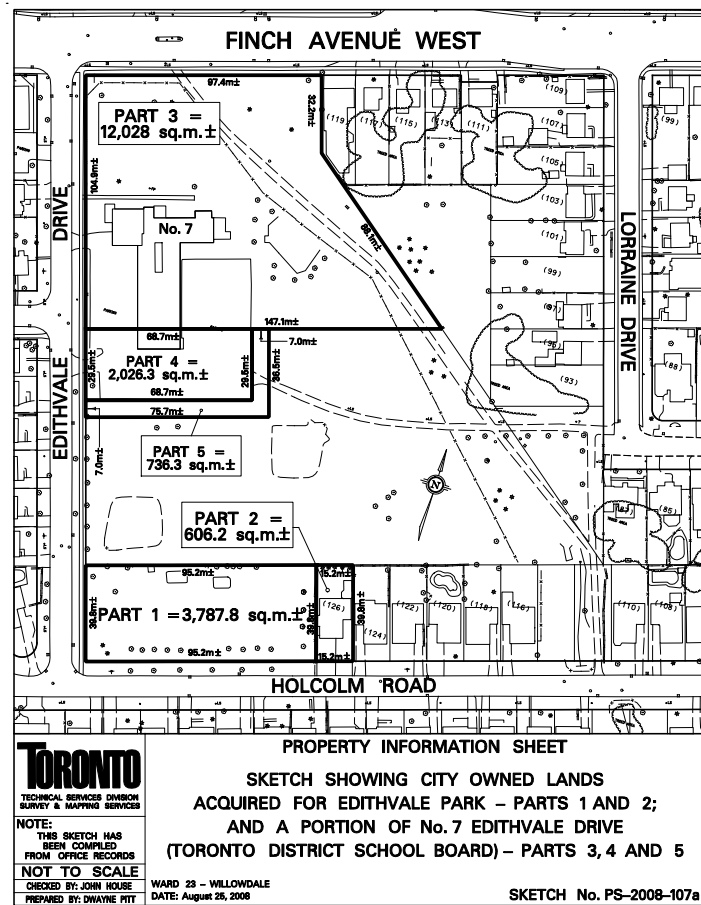 FINCH AVENUE WEST
97.4m±
PART 3 =
12,028 sq.m.±
32.2m±
104.9m±
DRIVE
No. 7
88.1m±
(119)
(115)
(111)
(109)
(107)
(105)
(103)
(101)
(99)
(97)
(95)
(93)
(99)
(88)
LORRAINE DRIVE
147.1m±
68.7m±
7.0m±
PART 4 =
2,026.3 sq.m.±
29.5m±
29.5m±
36.5m±
68.7m±
75.7m±
EDITHVALE
PART 5 =
736.3 sq.m.±
7.0m±
N
PART 2 =
606.2 sq.m.±
(85)
95.2m±
15.2m±
PART 1 =3,787.8 sq.m.±
39.8m±
39.8m±
39.8m±
(126)
(124)
(122)
(120)
(118)
(116)
(110)
(108)
95.2m±
15.2m±
HOLCOLM ROAD
TORONTO
TECHNICAL SERVICES DIVISION
SURVEY & MAPPING SERVICES
NOTE:
THIS SKETCH HAS
BEEN COMPILED
FROM OFFICE RECORDS
NOT TO SCALE
CHECKED BY: JOHN HOUSE
PREPARED BY: DWAYNE PITT
PROPERTY INFORMATION SHEET
SKETCH SHOWING CITY OWNED LANDS
ACQUIRED FOR EDITHVALE PARK – PARTS 1 AND 2;
AND A PORTION OF No. 7 EDITHVALE DRIVE
(TORONTO DISTRICT SCHOOL BOARD) – PARTS 3, 4 AND 5
WARD 23 – WILLOWDALE
DATE: August 25, 2008
SKETCH No. PS–2008–107a